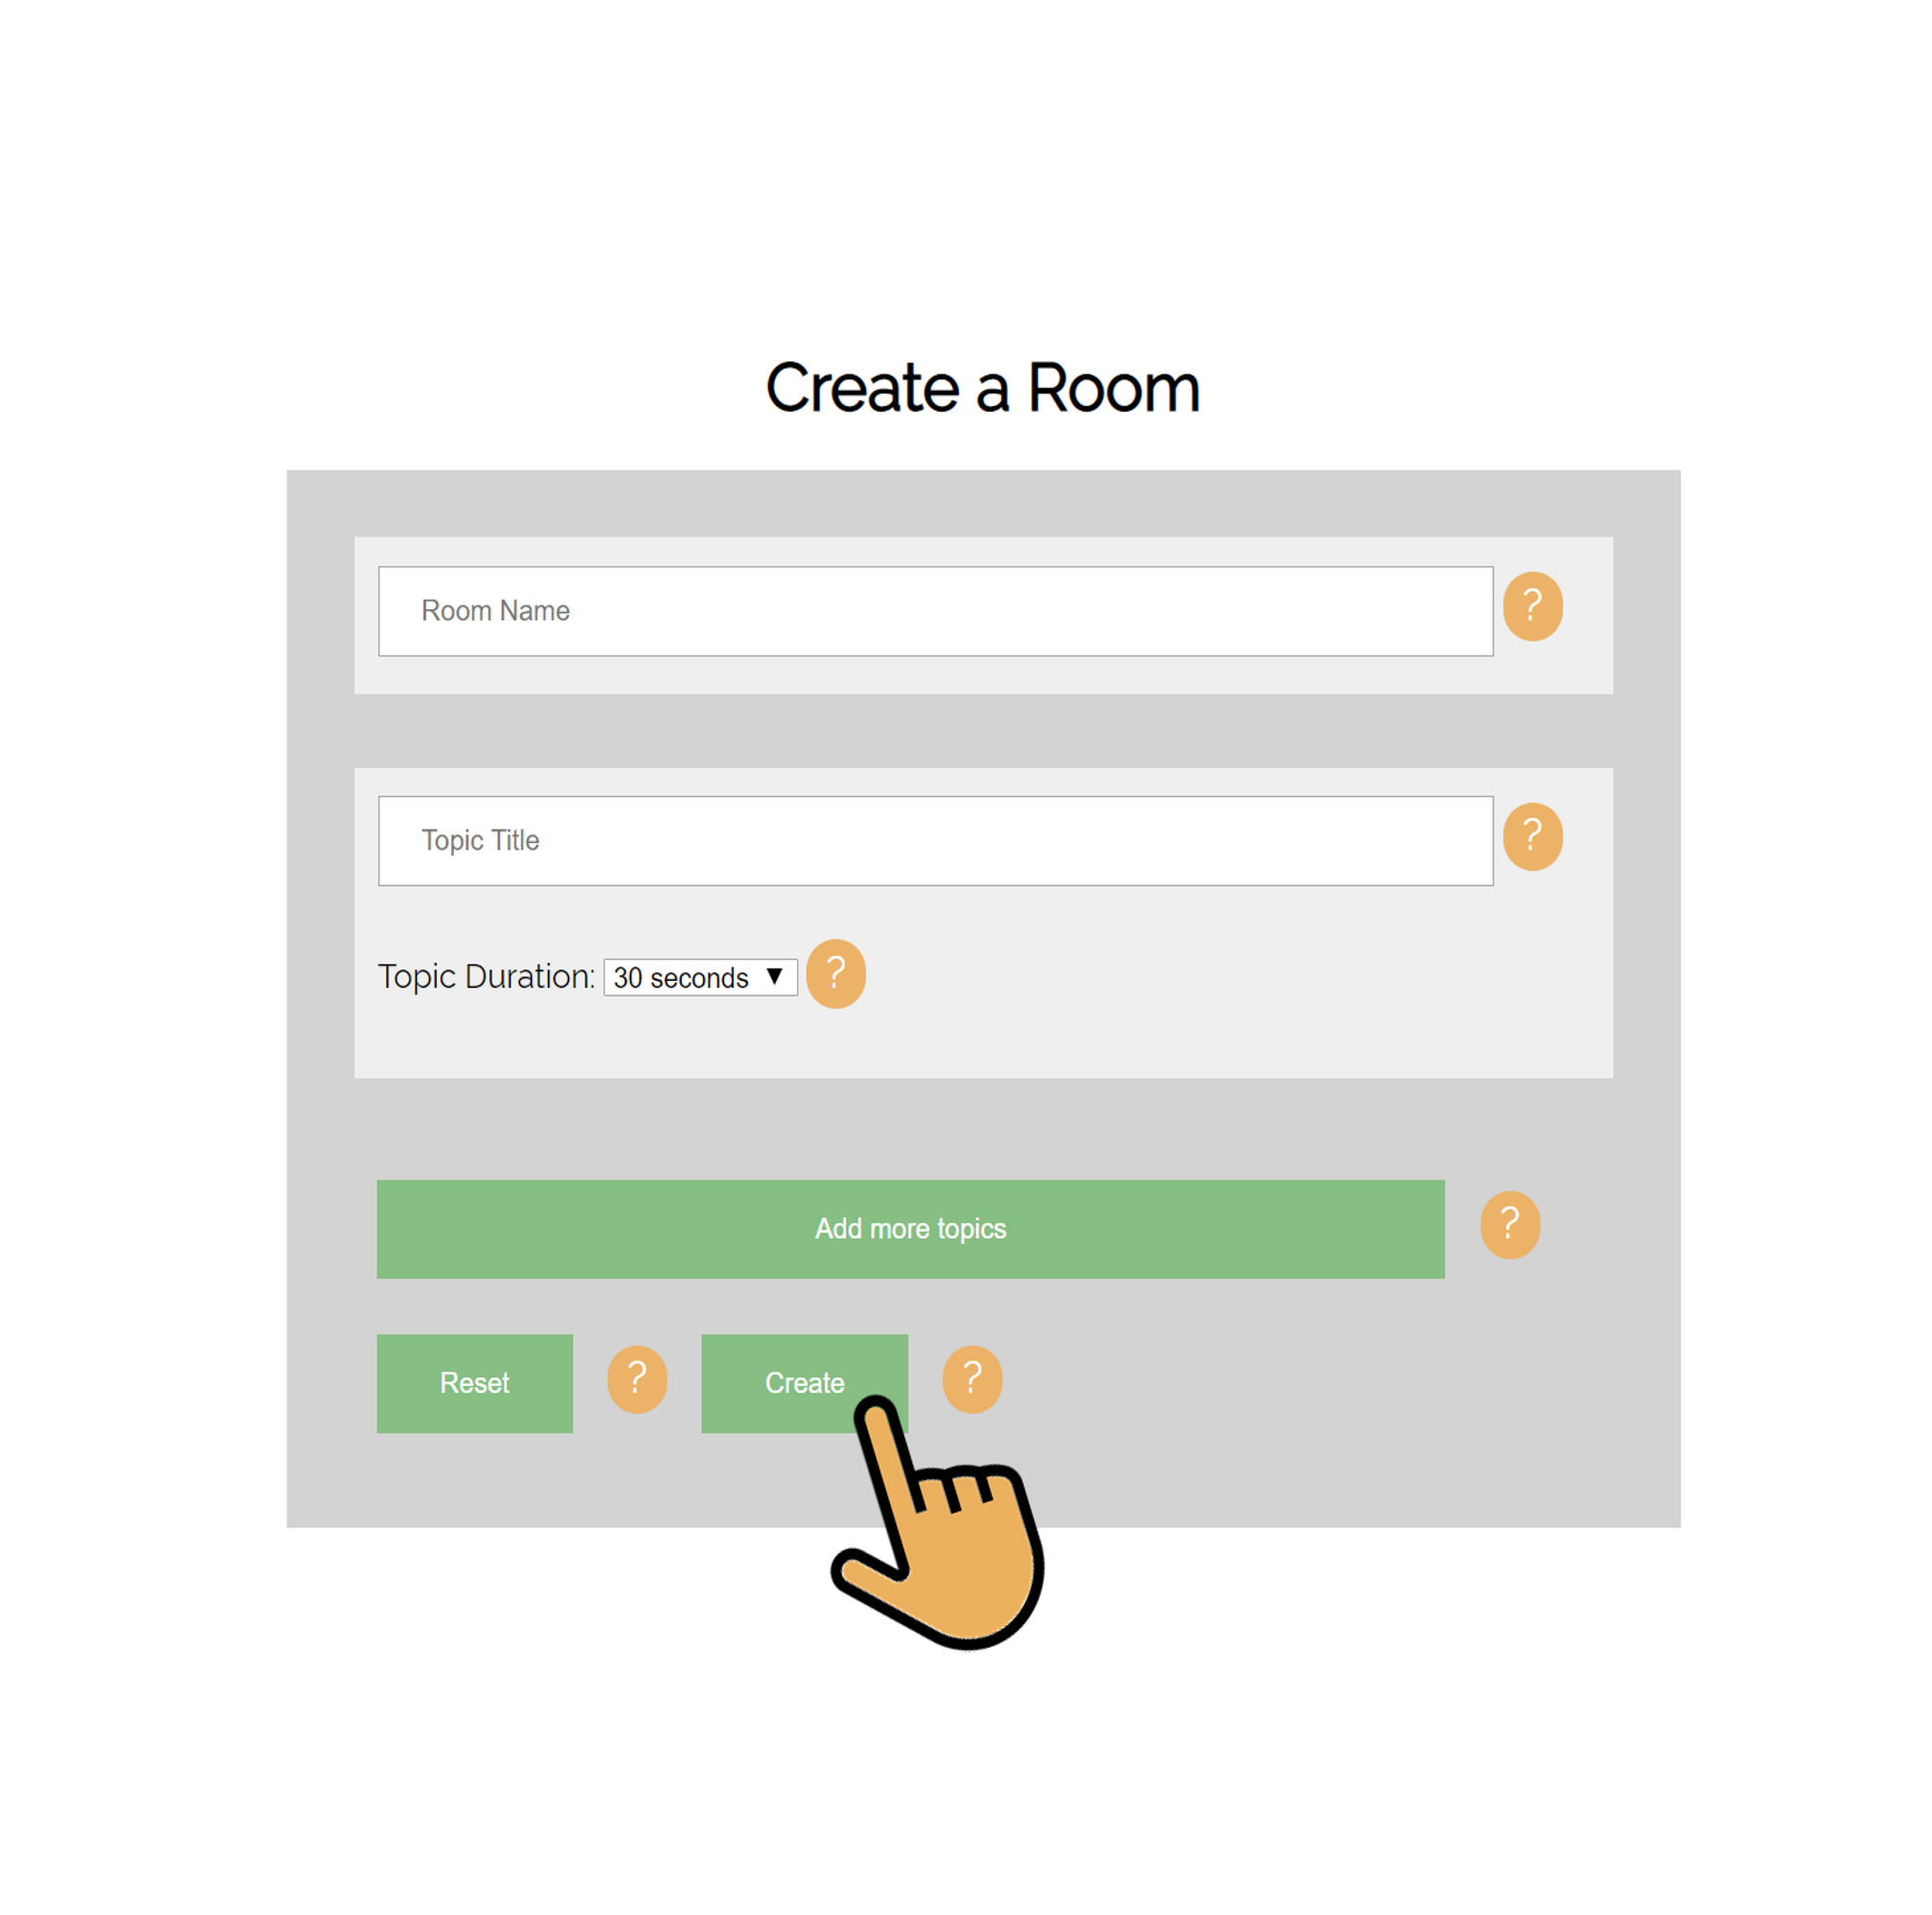 Create a Room
Room Name ?
Topic Title ?
Topic Duration: 30 seconds ▼ ?
Add more topics ?
Reset ? Create ?